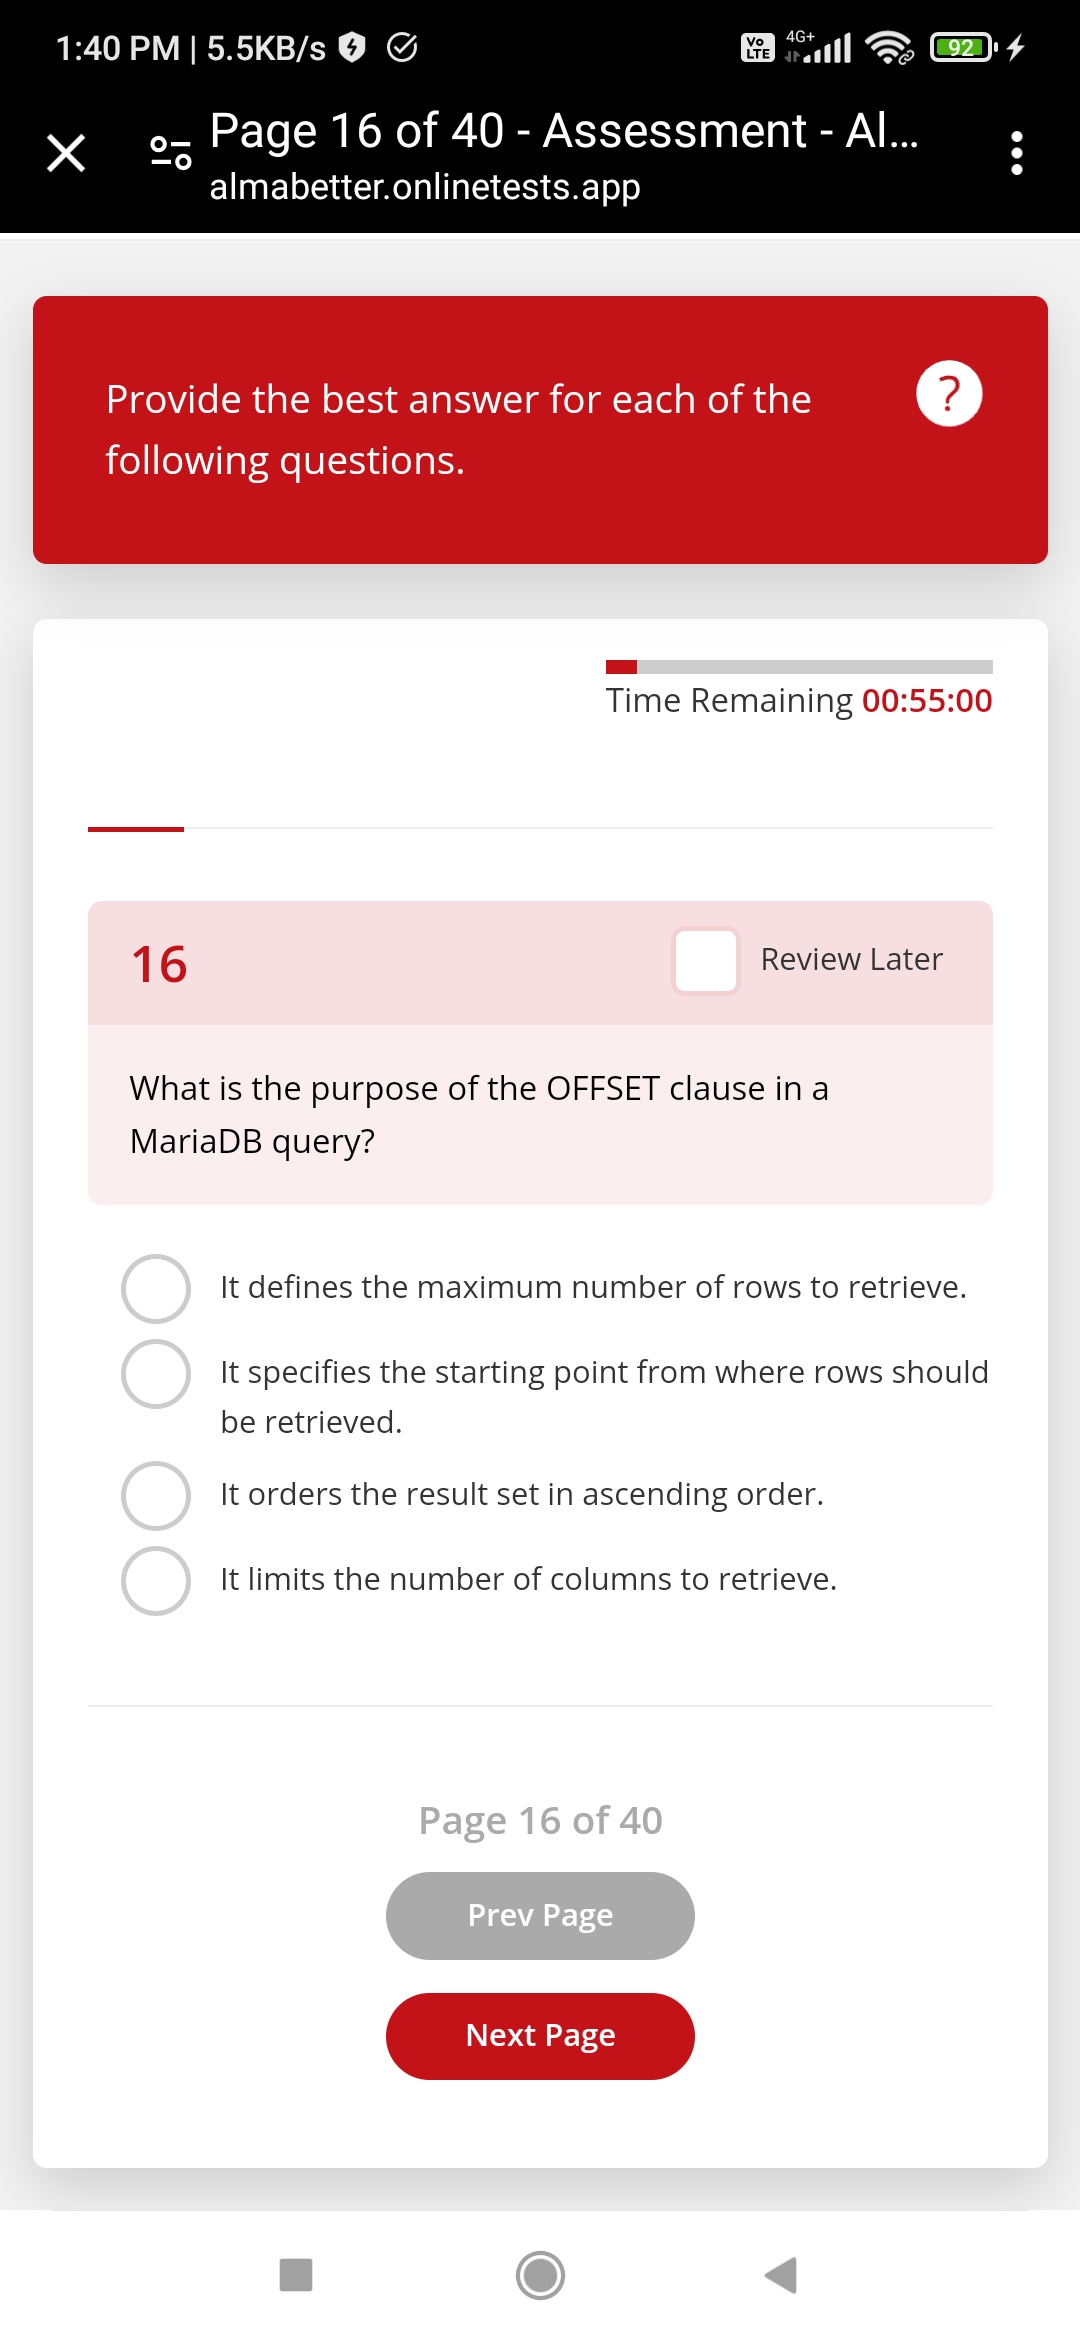 1:40 PM | 5.5KB/s
Vo LTE 4G+ 92
Page 16 of 40 - Assessment - Al...
almabetter.onlinetests.app
Provide the best answer for each of the
following questions.
?
Time Remaining 00:55:00
16
Review Later
What is the purpose of the OFFSET clause in a
MariaDB query?
It defines the maximum number of rows to retrieve.
It specifies the starting point from where rows should
be retrieved.
It orders the result set in ascending order.
It limits the number of columns to retrieve.
Page 16 of 40
Prev Page
Next Page